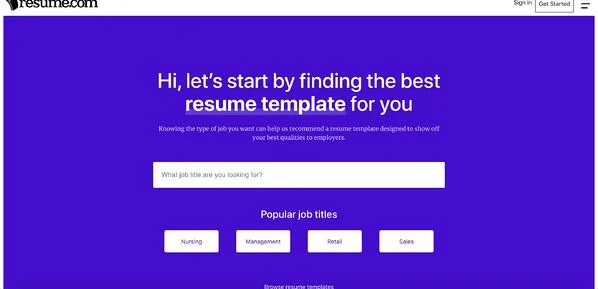 resume.com
Sign in
Get Started
Hi, let's start by finding the best
resume template for you
Knowing the type of job you want can help us recommend a resume template designed to show off
your best qualities to employers.
What job title are you looking for?
Popular job titles
Nursing
Management
Retail
Sales
Browse resume templates